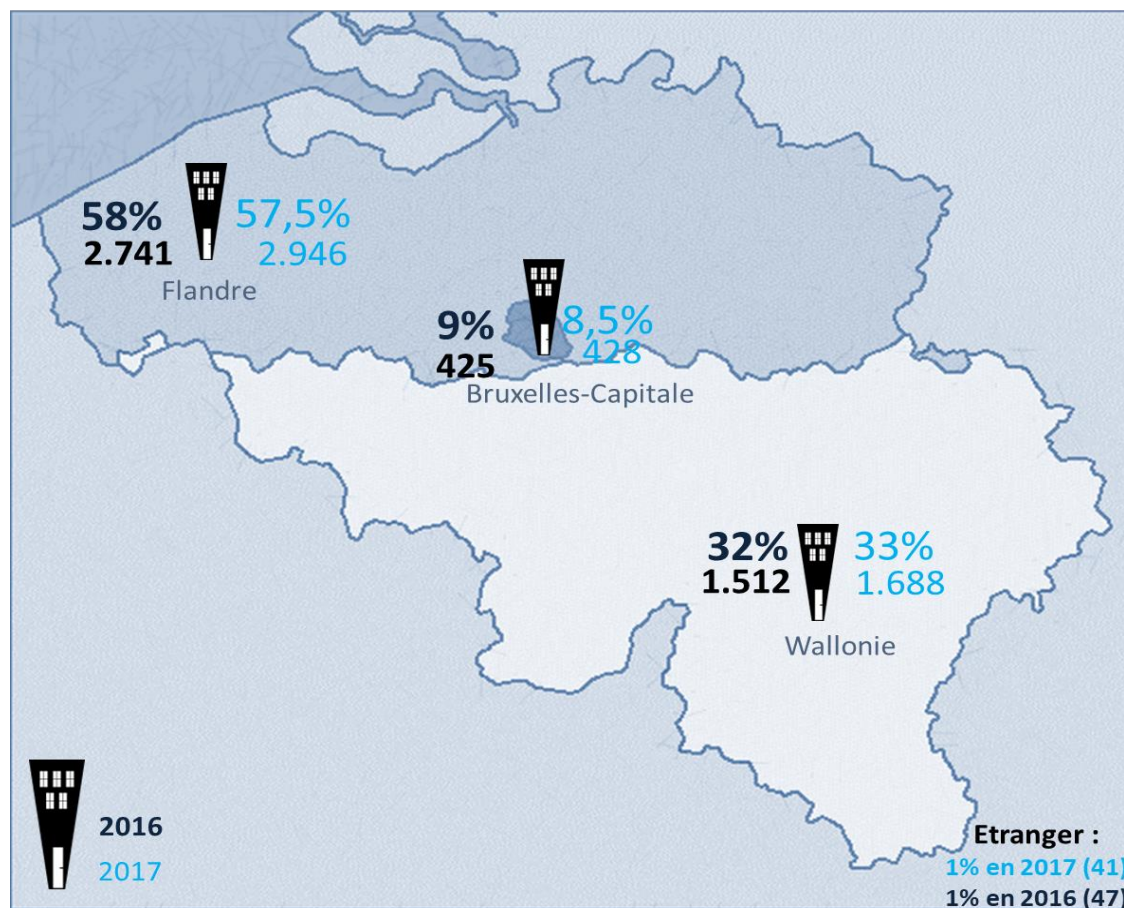 58% 57,5%
2.741 2.946
Flandre
9% 8,5%
425 428
Bruxelles-Capitale
32% 33%
1.512 1.688
Wallonie
2016
2017
Etranger :
1% en 2017 (41)
1% en 2016 (47)